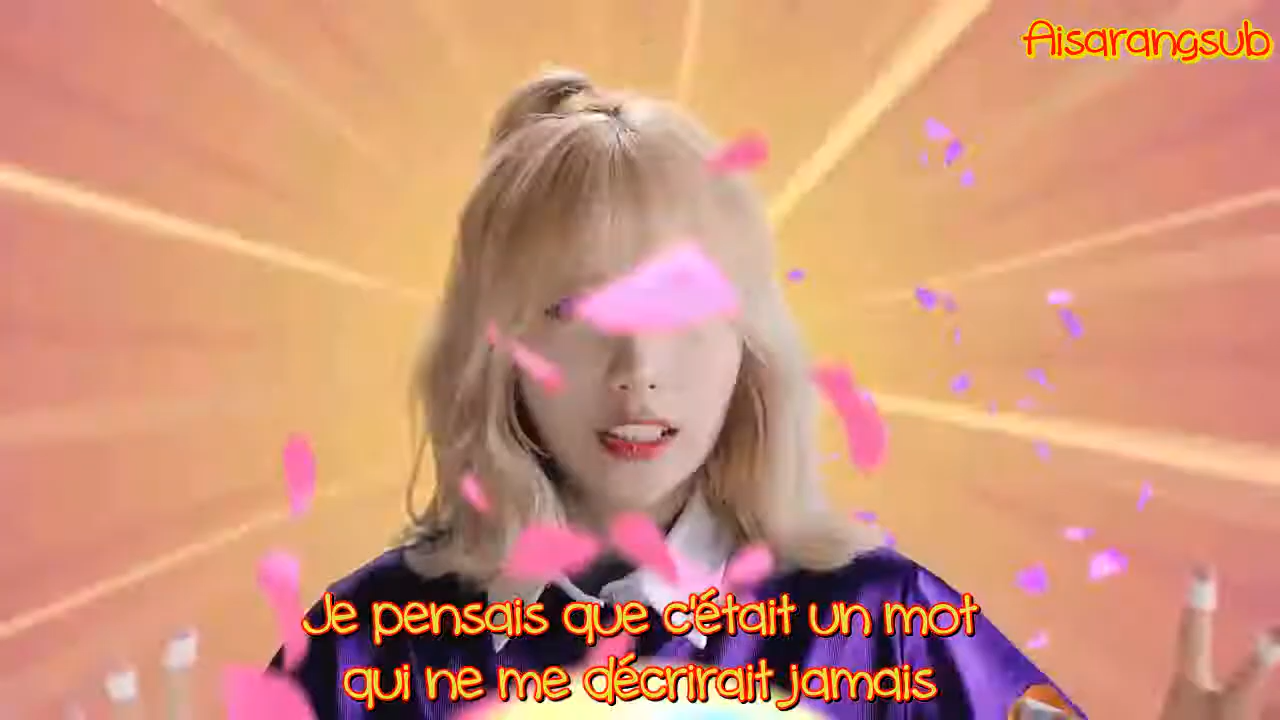 Aisarangsub
Je pensais que c'était un mot
qui ne me décrirait jamais